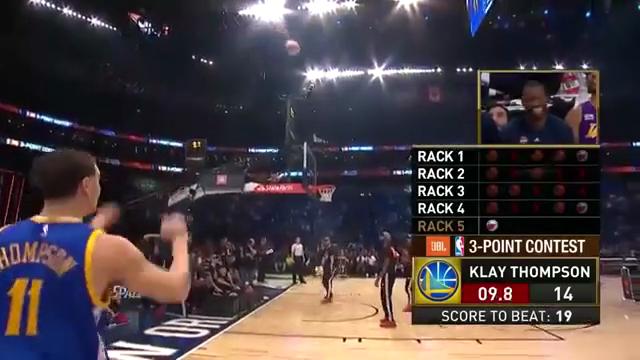 RACK 1
RACK 2
RACK 3
RACK 4
RACK 5
JBL 3-POINT CONTEST
KLAY THOMPSON
09.8 14
SCORE TO BEAT: 19
THOMPSON
11
StateFarm